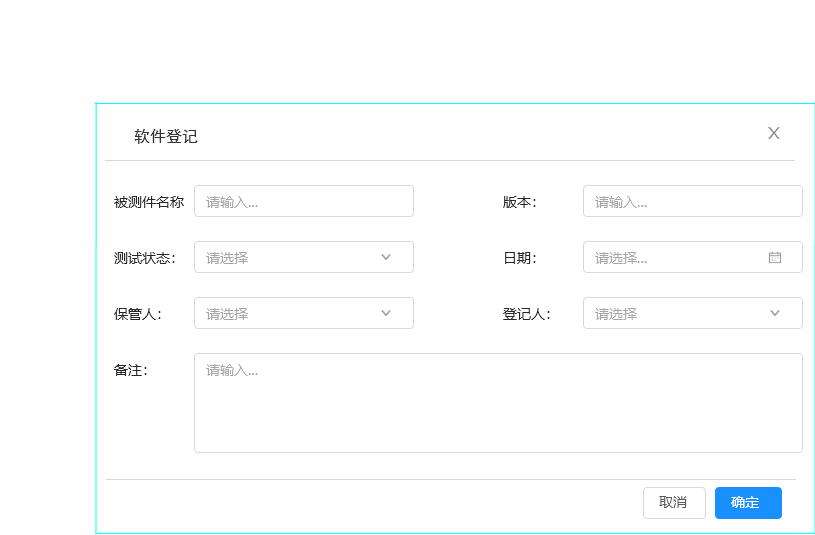 软件登记
被测件名称 请输入... 版本： 请输入...
测试状态： 请选择 日期： 请选择...
保管人： 请选择 登记人： 请选择
备注： 请输入...
取消 确定